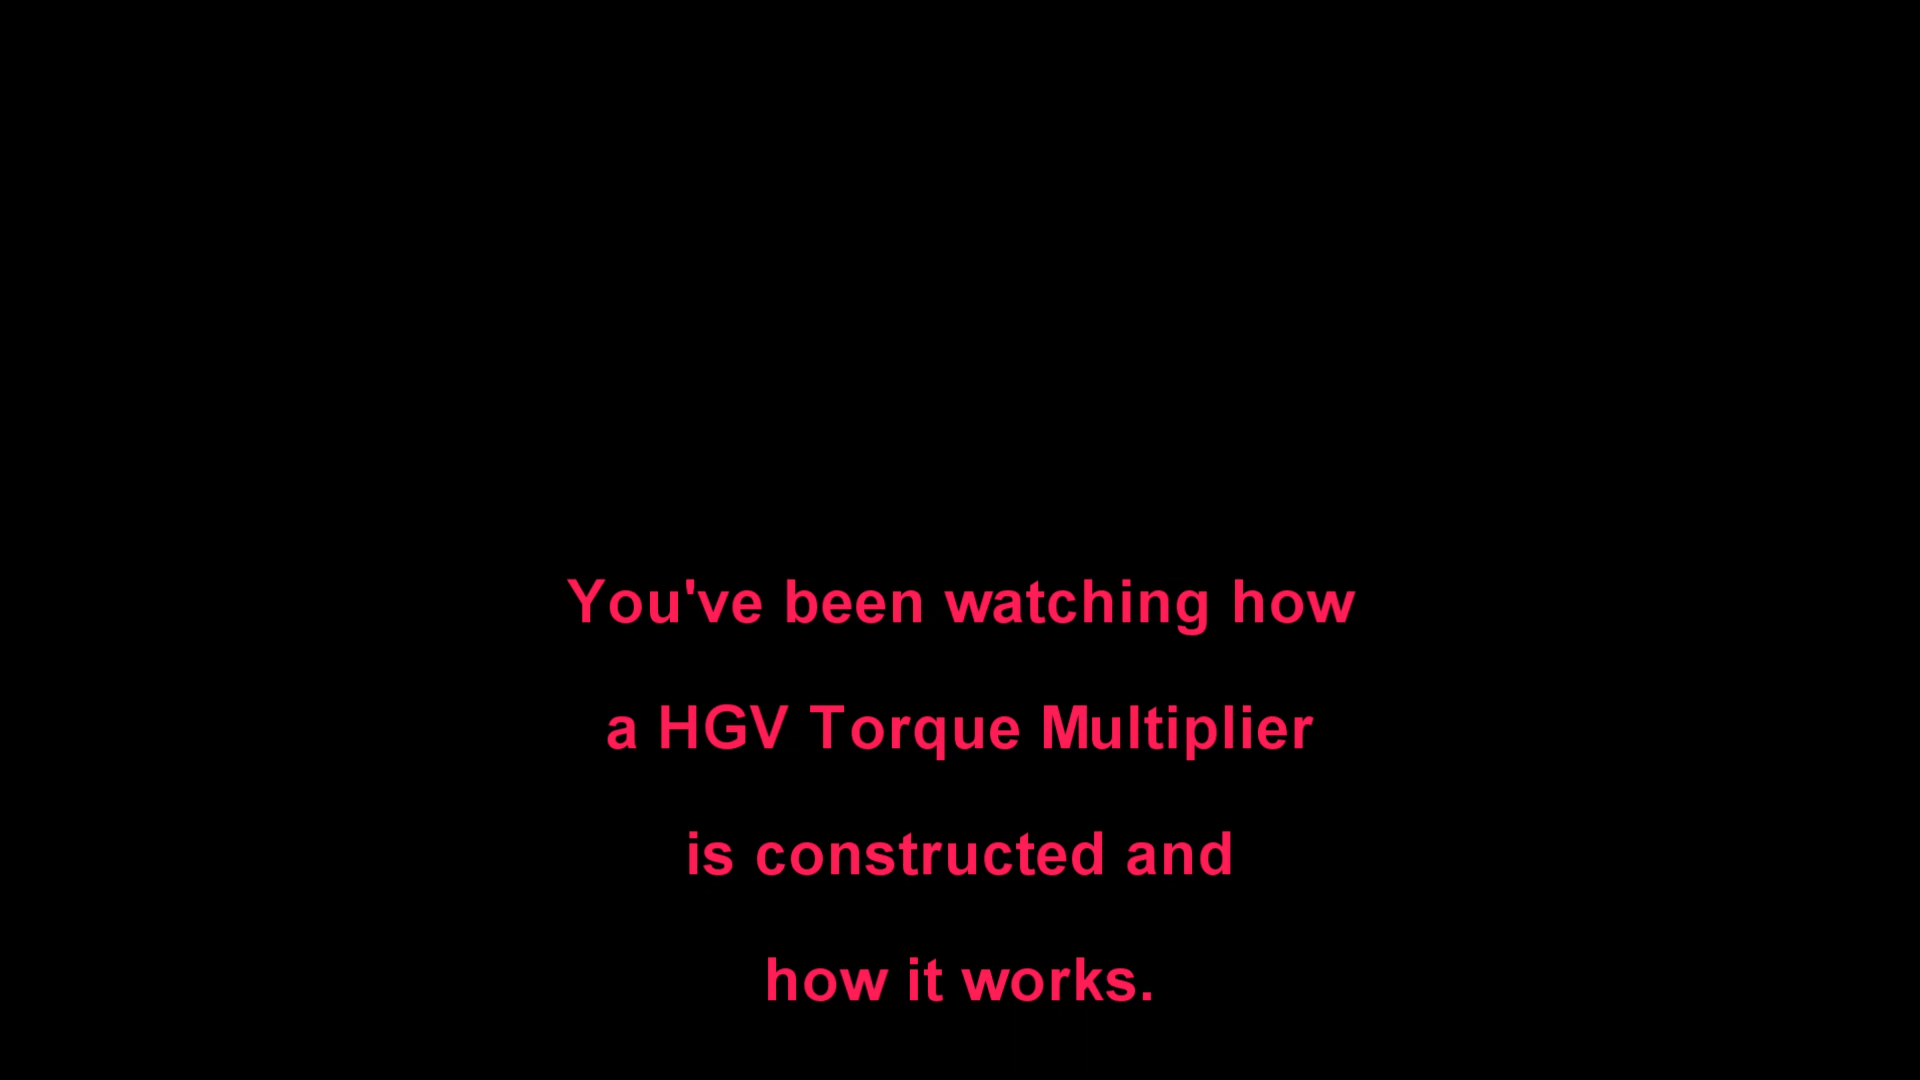 You've been watching how
a HGV Torque Multiplier
is constructed and
how it works.